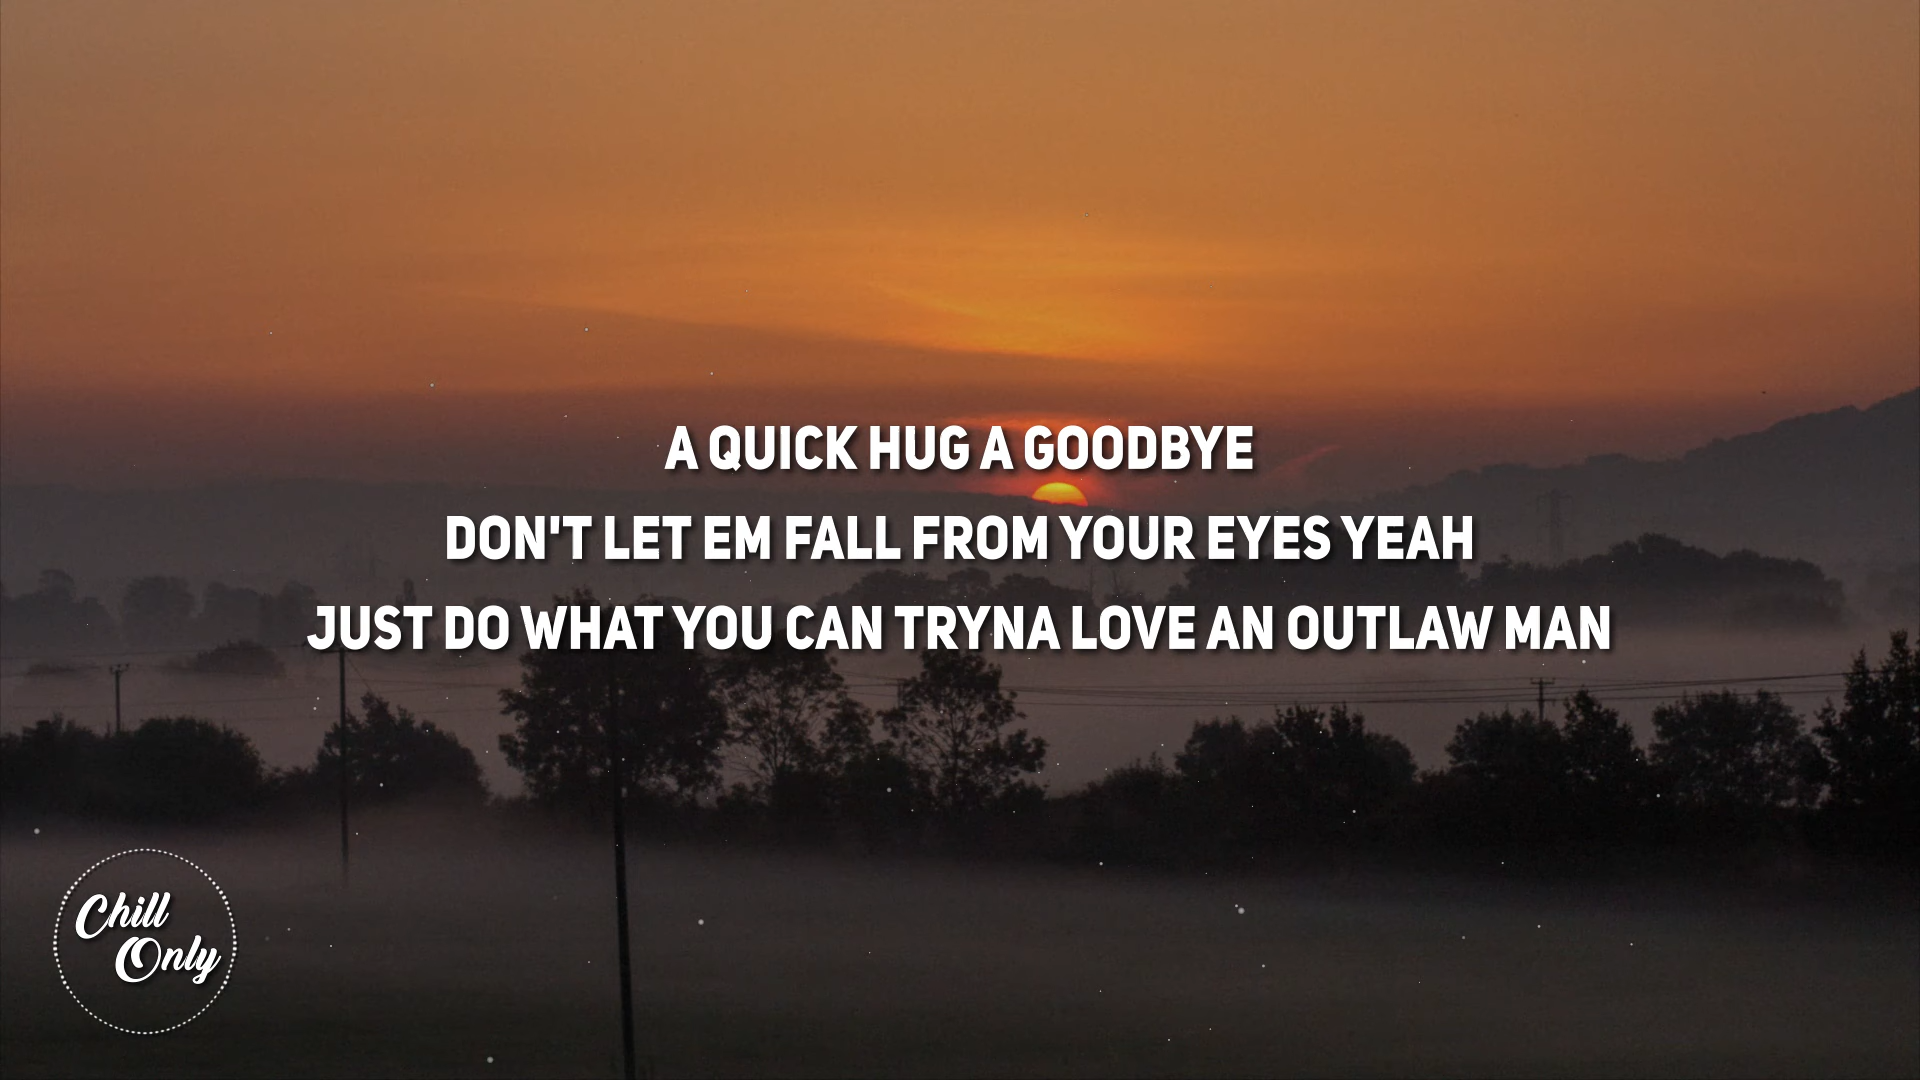 A QUICK HUG A GOODBYE
DON'T LET EM FALL FROM YOUR EYES YEAH
JUST DO WHAT YOU CAN TRYNA LOVE AN OUTLAW MAN
Chill
Only